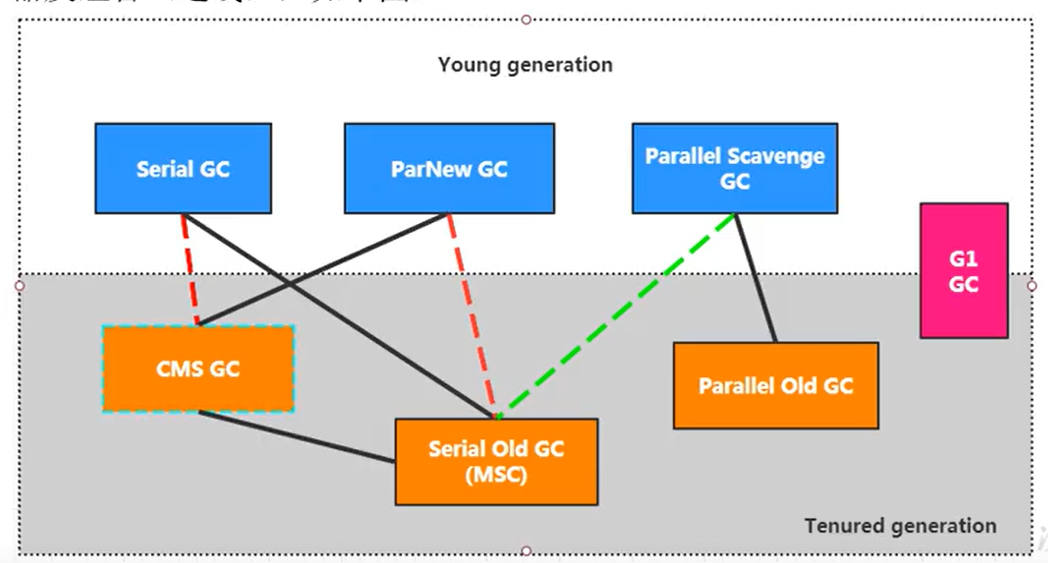 Young generation
Serial GC
ParNew GC
Parallel Scavenge
GC
G1
GC
CMS GC
Parallel Old GC
Serial Old GC
(MSC)
Tenured generation